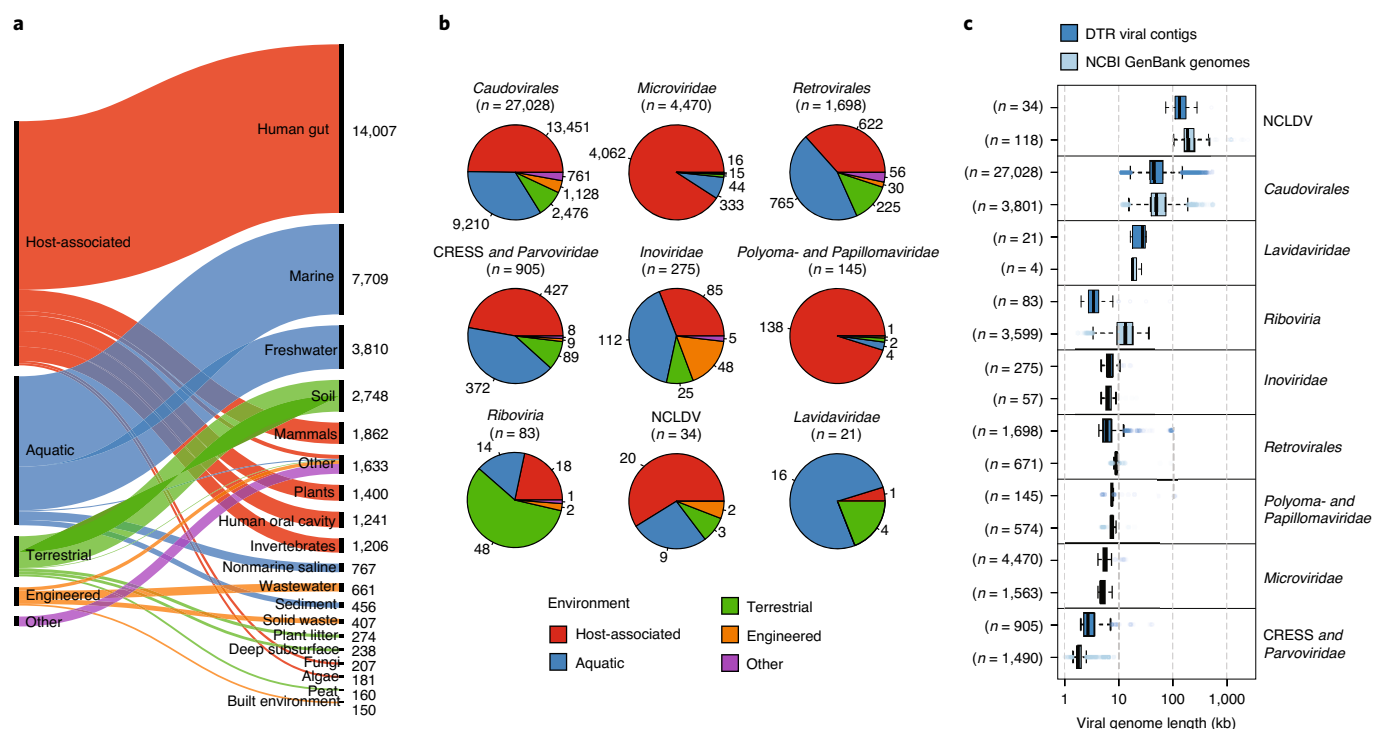 a
Host-associated
Aquatic
Terrestrial
Engineered
Other
Human gut 14,007
Marine 7,709
Freshwater 3,810
Soil 2,748
Mammals 1,862
Other 1,633
Plants 1,400
Human oral cavity 1,241
Invertebrates 1,206
Nonmarine saline 767
Wastewater 661
Sediment 456
Solid waste 407
Plant litter 274
Deep subsurface 238
Fungi 207
Algae 181
Peat 160
Built environment 150
b
Caudovirales
(n = 27,028)
13,451
761
1,128
2,476
9,210
Microviridae
(n = 4,470)
4,062
16
15
44
333
Retrovirales
(n = 1,698)
622
56
30
225
765
CRESS and Parvoviridae
(n = 905)
427
8
9
89
372
Inoviridae
(n = 275)
85
5
48
25
112
Polyoma- and Papillomaviridae
(n = 145)
138
1
2
4
Riboviria
(n = 83)
14
18
1
2
48
NCLDV
(n = 34)
20
2
3
9
Lavidaviridae
(n = 21)
16
1
4
Environment
Host-associated
Aquatic
Terrestrial
Engineered
Other
c
DTR viral contigs
NCBI GenBank genomes
(n = 34)
(n = 118)
NCLDV
(n = 27,028)
(n = 3,801)
Caudovirales
(n = 21)
(n = 4)
Lavidaviridae
(n = 83)
(n = 3,599)
Riboviria
(n = 275)
(n = 57)
Inoviridae
(n = 1,698)
(n = 671)
Retrovirales
(n = 145)
(n = 574)
Polyoma- and
Papillomaviridae
(n = 4,470)
(n = 1,563)
Microviridae
(n = 905)
(n = 1,490)
CRESS and
Parvoviridae
1 10 100 1,000
Viral genome length (kb)